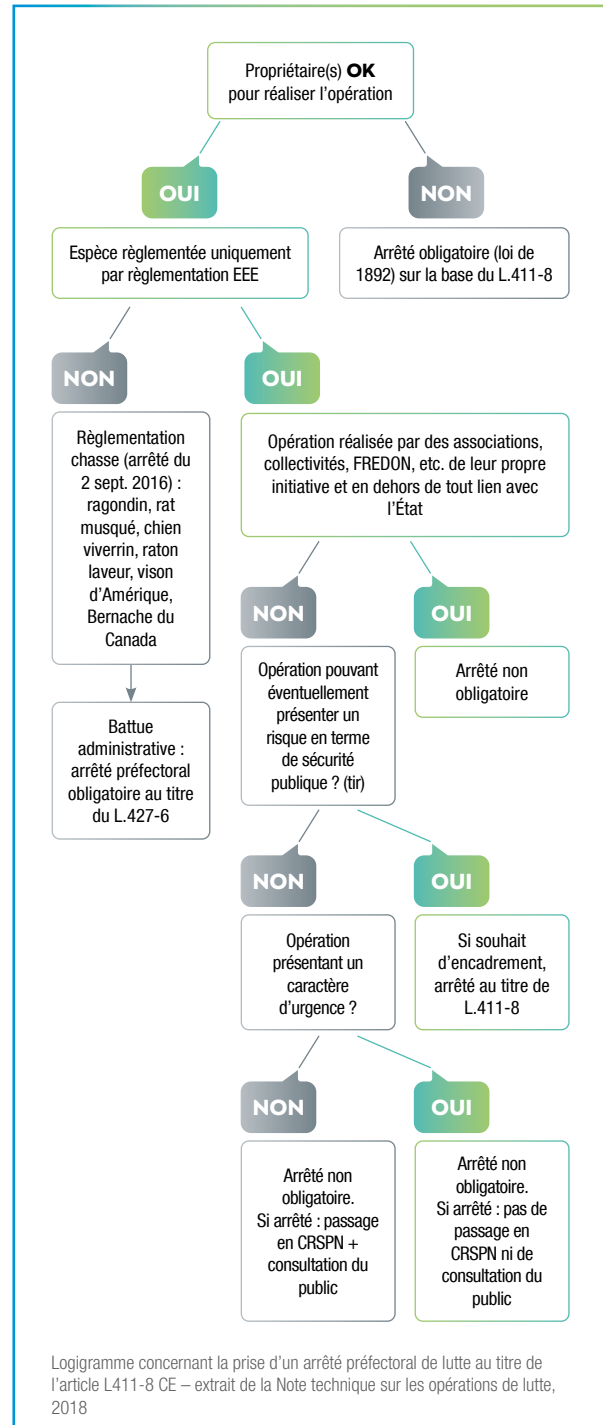 Propriétaire(s) OK
pour réaliser l'opération
OUI
NON
Espèce règlementée uniquement
par règlementation EEE
Arrêté obligatoire (loi de
1892) sur la base du L.411-8
NON
OUI
Règlementation
chasse (arrêté du
2 sept. 2016) :
ragondin, rat
musqué, chien
viverrin, raton
laveur, vison
d'Amérique,
Bernache du
Canada
Opération réalisée par des associations,
collectivités, FREDON, etc. de leur propre
initiative et en dehors de tout lien avec
l'État
NON
OUI
Opération pouvant
éventuellement
présenter un
risque en terme
de sécurité
publique ? (tir)
Arrêté non
obligatoire
Battue
administrative :
arrêté préfectoral
obligatoire au titre
du L.427-6
NON
OUI
Opération
présentant un
caractère
d'urgence ?
Si souhait
d'encadrement,
arrêté au titre de
L.411-8
NON
OUI
Arrêté non
obligatoire.
Si arrêté : passage
en CRSPN +
consultation du
public
Arrêté non
obligatoire.
Si arrêté : pas de
passage en
CRSPN ni de
consultation du
public
Logigramme concernant la prise d'un arrêté préfectoral de lutte au titre de
l'article L411-8 CE – extrait de la Note technique sur les opérations de lutte,
2018